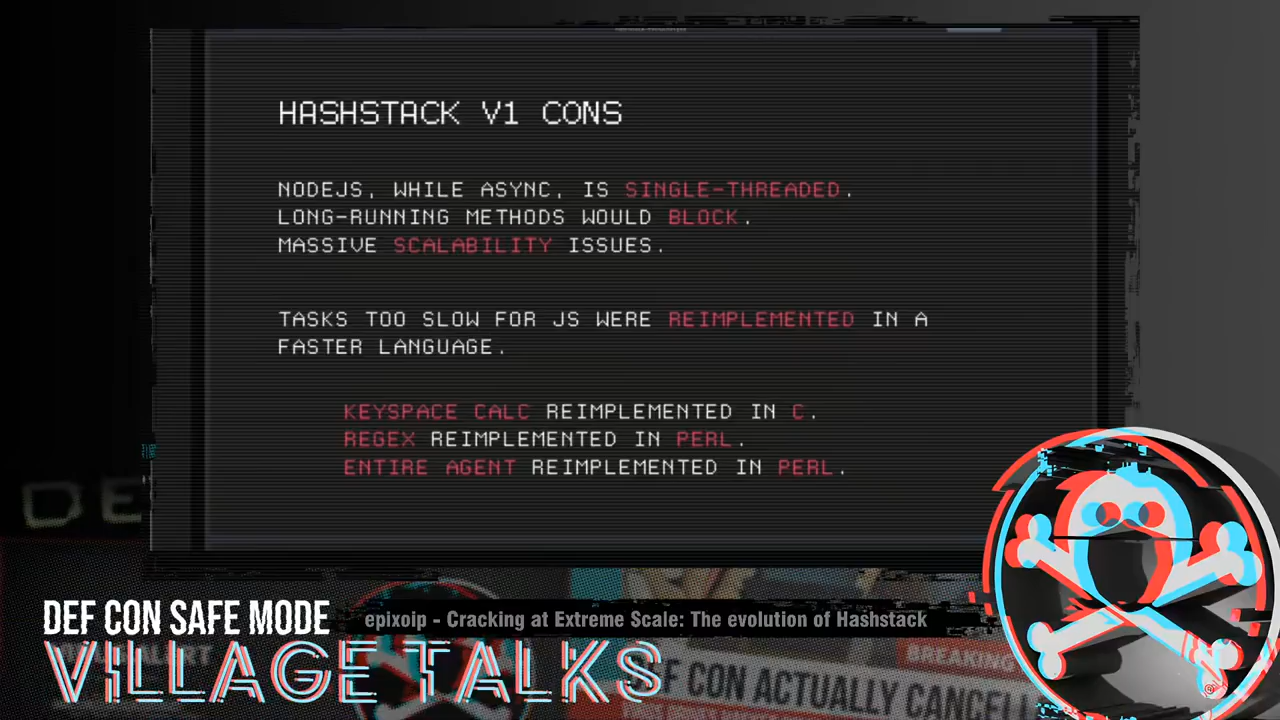 HASHSTACK V1 CONS
NODEJS, WHILE ASYNC, IS SINGLE-THREADED.
LONG-RUNNING METHODS WOULD BLOCK.
MASSIVE SCALABILITY ISSUES.
TASKS TOO SLOW FOR JS WERE REIMPLEMENTED IN A
FASTER LANGUAGE.
KEYSPACE CALC REIMPLEMENTED IN C.
REGEX REIMPLEMENTED IN PERL.
ENTIRE AGENT REIMPLEMENTED IN PERL.
DE
DEF CON SAFE MODE
epixoip - Cracking at Extreme Scale: The evolution of Hashstack
VILLAGE TALKS
BREAKING
DEF CON ACTUALLY CANCELL